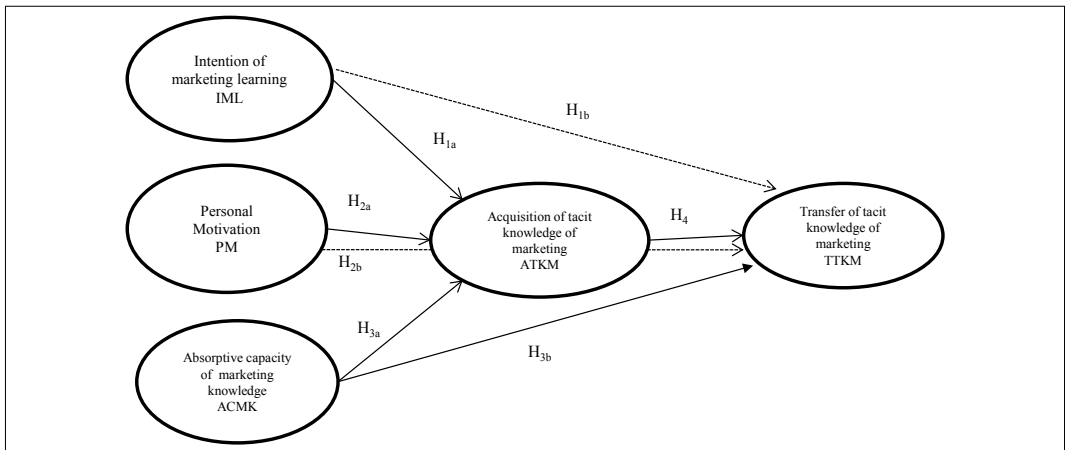 Intention of
marketing learning
IML
H1b
H1a
Personal
Motivation
PM
H2a
H2b
Acquisition of tacit
knowledge of
marketing
ATKM
H4
Transfer of tacit
knowledge of
marketing
TTKM
H3a
H3b
Absorptive capacity
of marketing
knowledge
ACMK